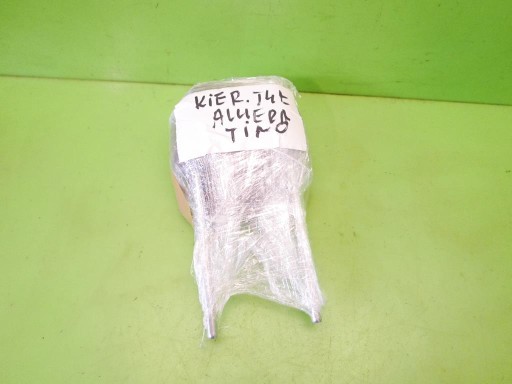 KiER. TYŁ
ALMERA
TINO